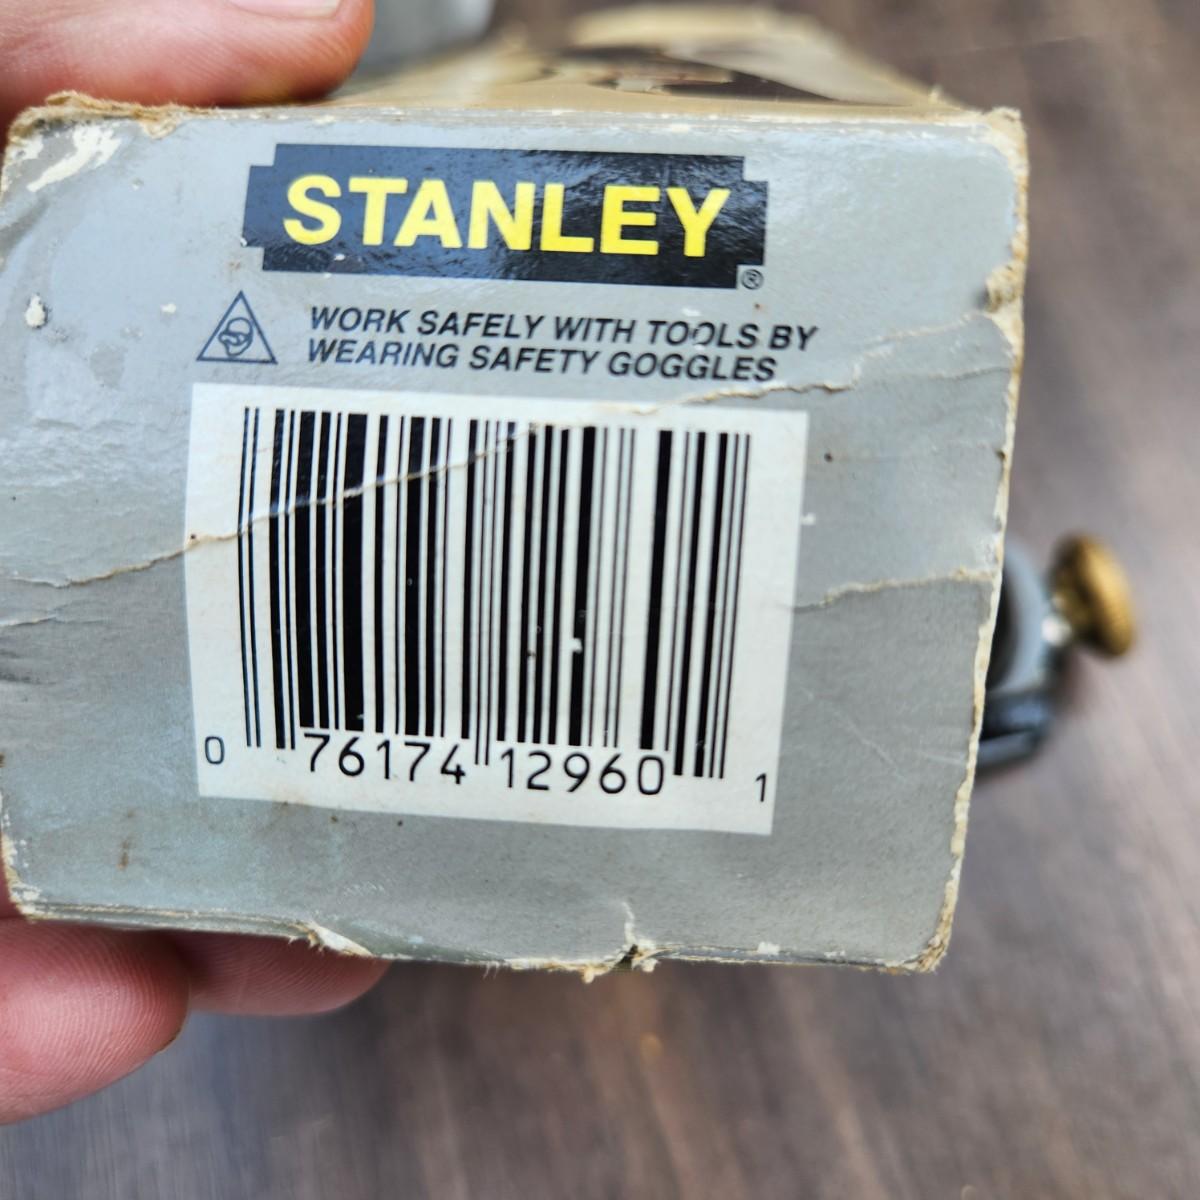 STANLEY®
WORK SAFELY WITH TOOLS BY
WEARING SAFETY GOGGLES
0 76174 12960 1